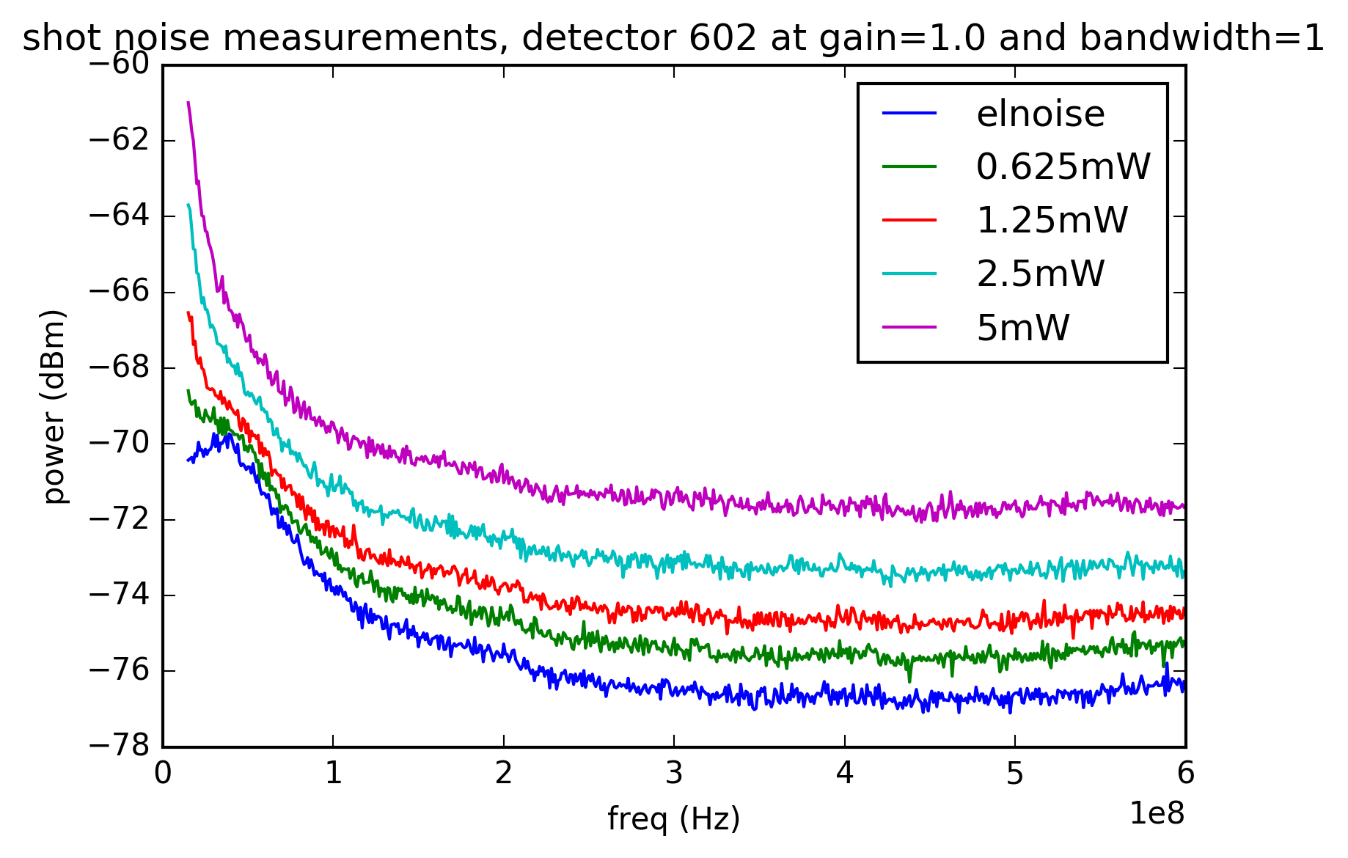 shot noise measurements, detector 602 at gain=1.0 and bandwidth=1
−60
−62
−64
−66
−68
−70
−72
−74
−76
−78
power (dBm)
elnoise
0.625mW
1.25mW
2.5mW
5mW
0 1 2 3 4 5 6
1e8
freq (Hz)